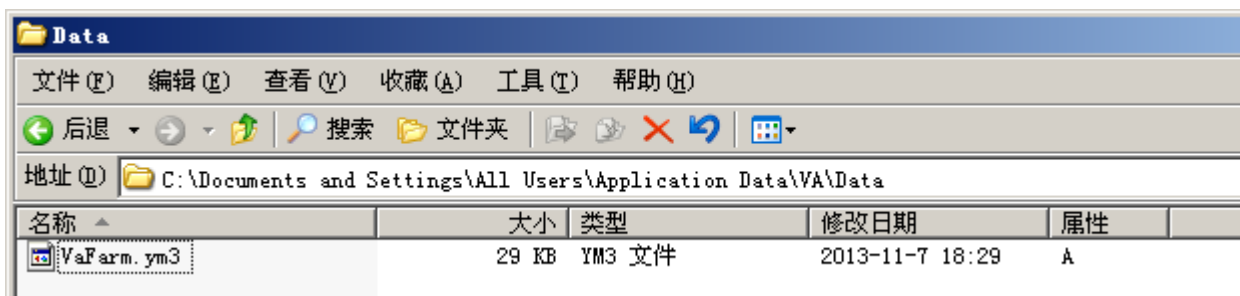 Data
文件(F) 编辑(E) 查看(V) 收藏(A) 工具(T) 帮助(H)
后退 搜索 文件夹
地址(D) C:\Documents and Settings\All Users\Application Data\VA\Data
名称 大小 类型 修改日期 属性
VaFarm.ym3 29 KB YM3 文件 2013-11-7 18:29 A